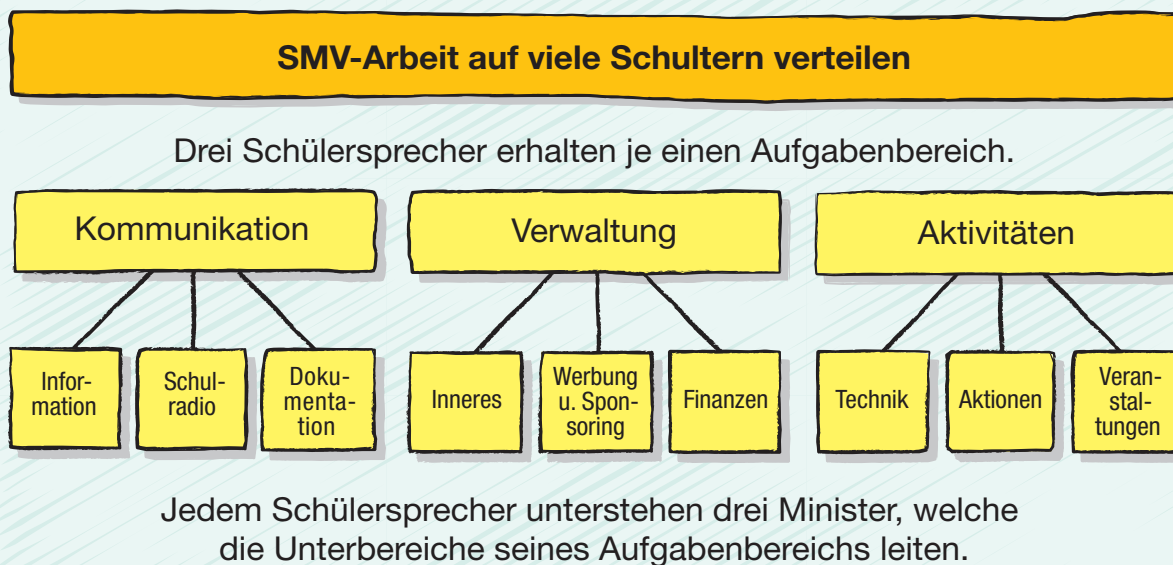 SMV-Arbeit auf viele Schultern verteilen
Drei Schülersprecher erhalten je einen Aufgabenbereich.
Kommunikation
Verwaltung
Aktivitäten
Infor-
mation
Schul-
radio
Doku-
menta-
tion
Inneres
Werbung
u. Spon-
soring
Finanzen
Technik
Aktionen
Veran-
stal-
tungen
Jedem Schülersprecher unterstehen drei Minister, welche
die Unterbereiche seines Aufgabenbereichs leiten.